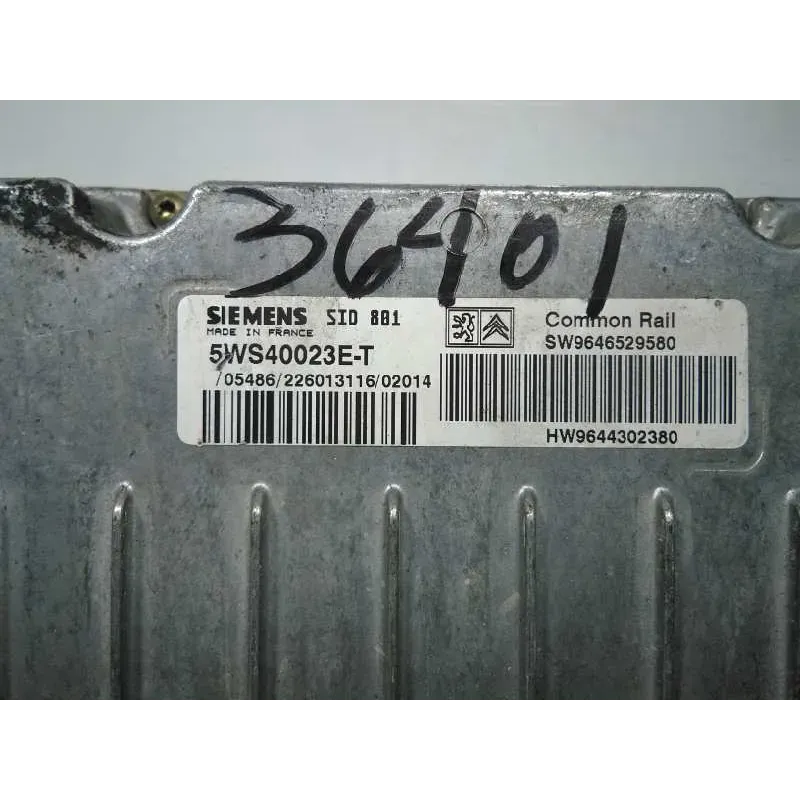 36401
SIEMENS SID 801
MADE IN FRANCE
5WS40023E-T
/05486/226013116/02014
Common Rail
SW9646529580
HW9644302380